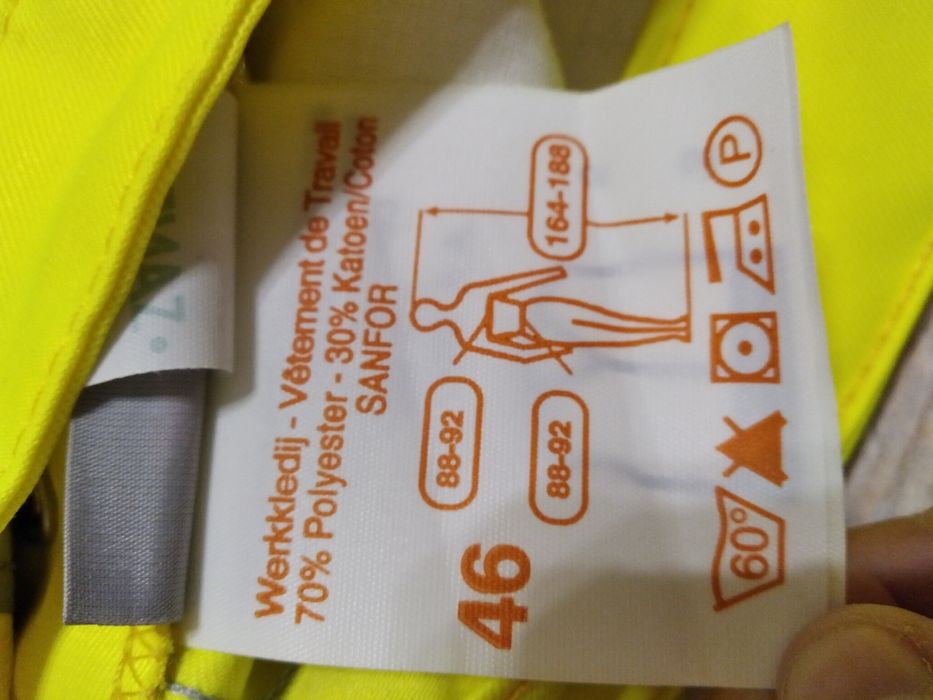 Werkkledij - Vêtement de Travail
70% Polyester - 30% Katoen/Coton
SANFOR
164-188
88-92
88-92
46
60°
P